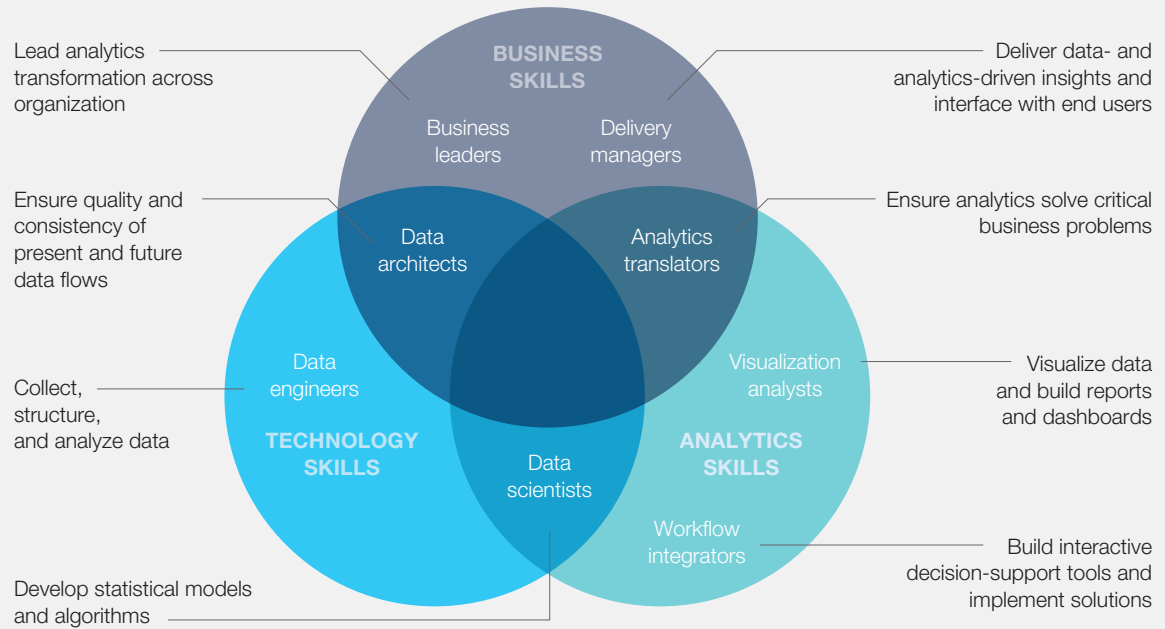 BUSINESS
SKILLS
Lead analytics
transformation across
organization
Deliver data- and
analytics-driven insights and
interface with end users
Business
leaders
Delivery
managers
Ensure quality and
consistency of
present and future
data flows
Ensure analytics solve critical
business problems
Data
architects
Analytics
translators
Data
engineers
Visualization
analysts
Collect,
structure,
and analyze data
Visualize data
and build reports
and dashboards
TECHNOLOGY
SKILLS
ANALYTICS
SKILLS
Data
scientists
Workflow
integrators
Develop statistical models
and algorithms
Build interactive
decision-support tools and
implement solutions